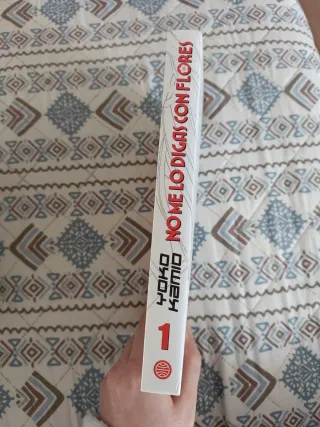 NO ME LO DIGAS CON FLORES
YOKO
KAMIO
1